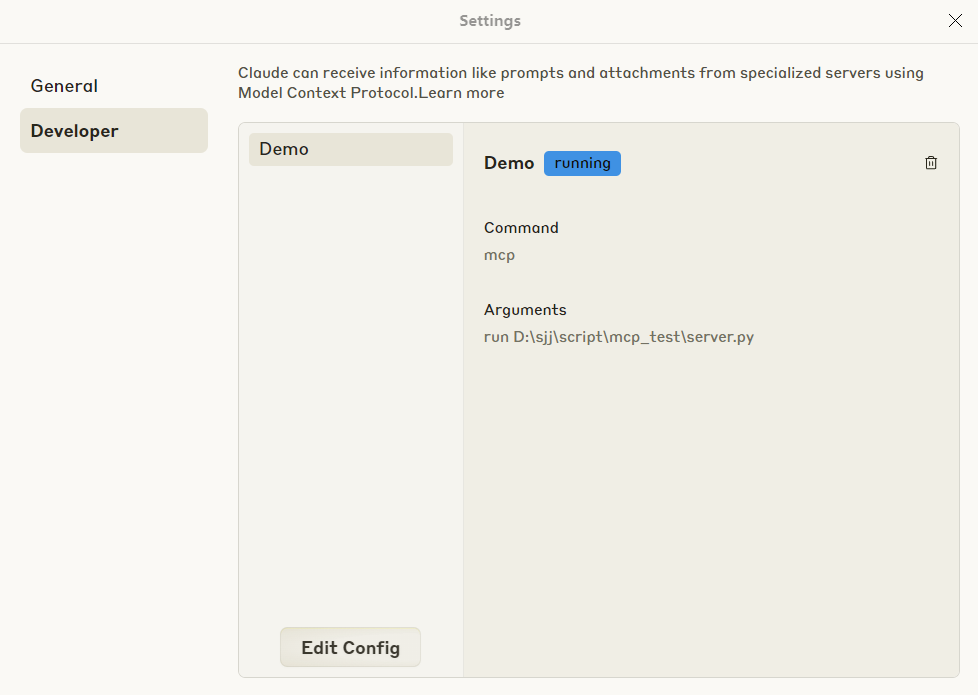 Settings
General
Developer
Claude can receive information like prompts and attachments from specialized servers using
Model Context Protocol.Learn more
Demo
Demo running
Command
mcp
Arguments
run D:\sjj\script\mcp_test\server.py
Edit Config